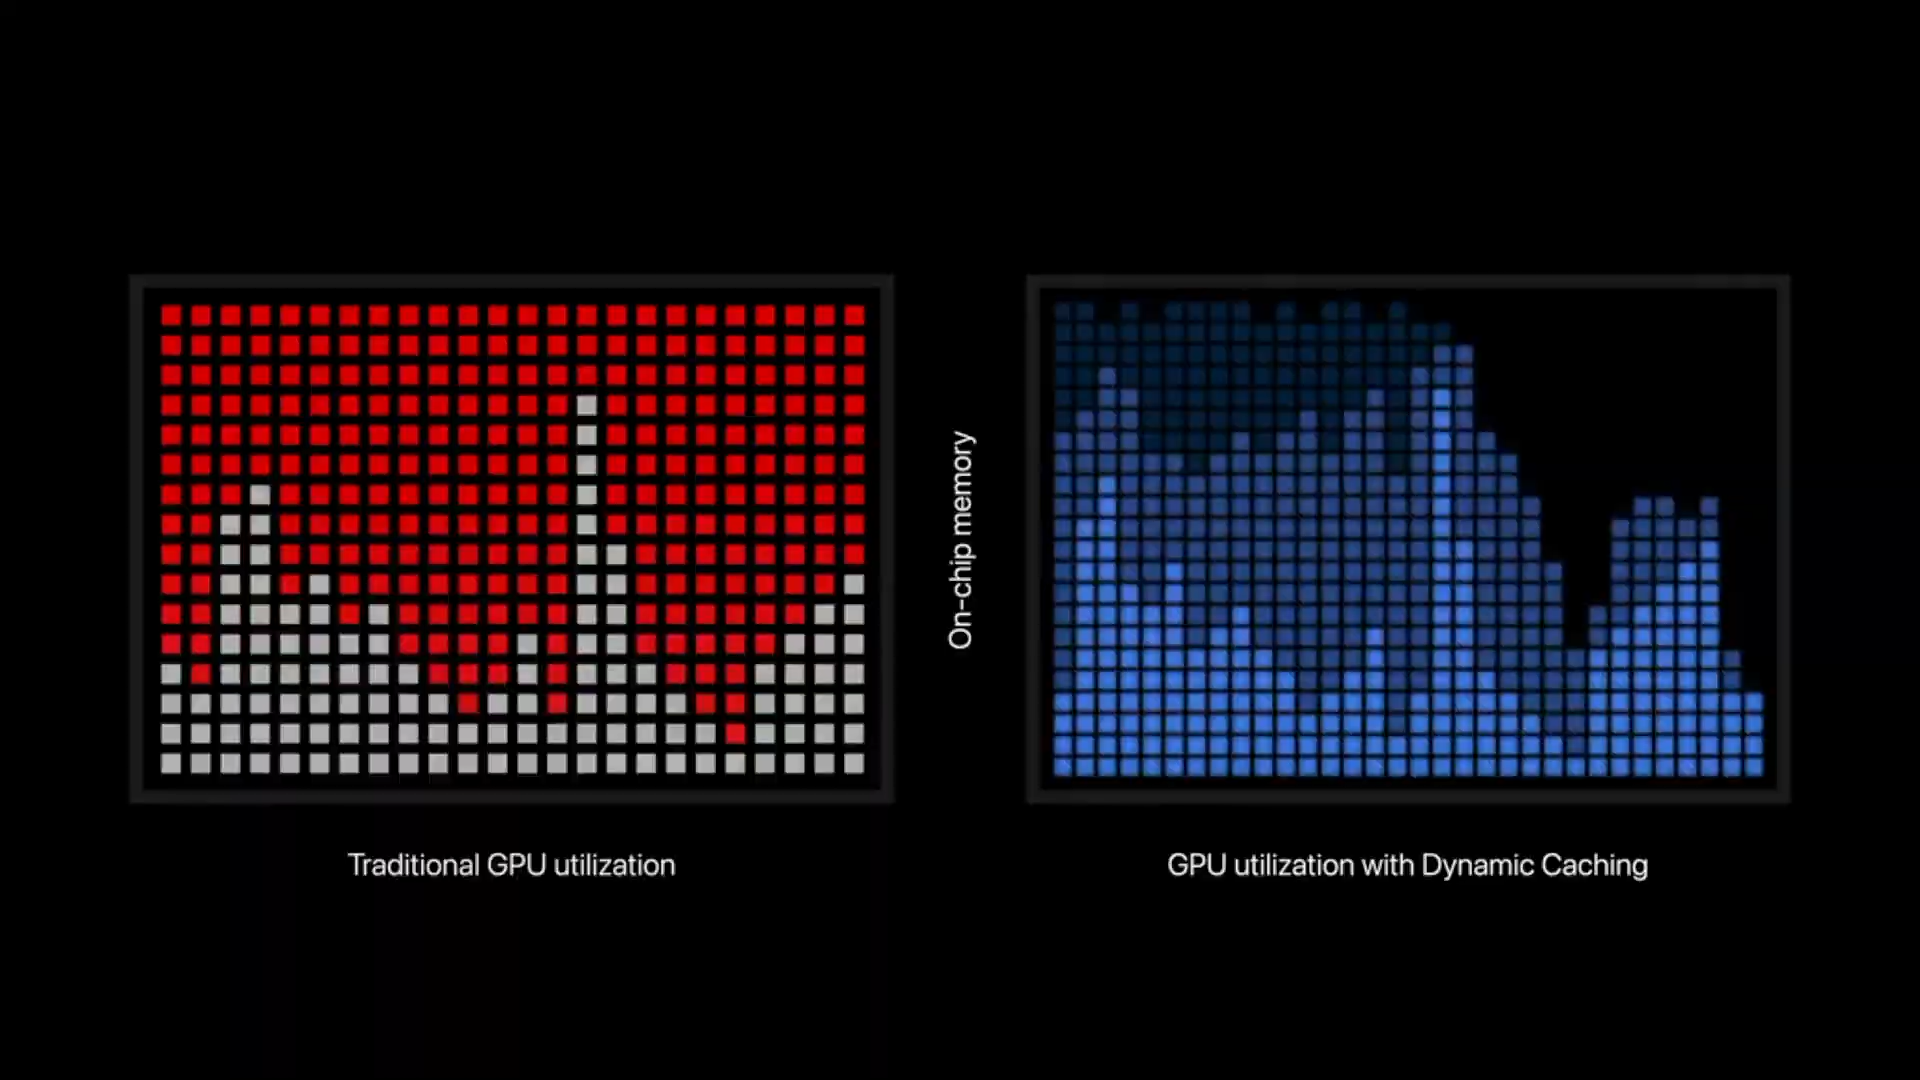 On-chip memory
Traditional GPU utilization
GPU utilization with Dynamic Caching